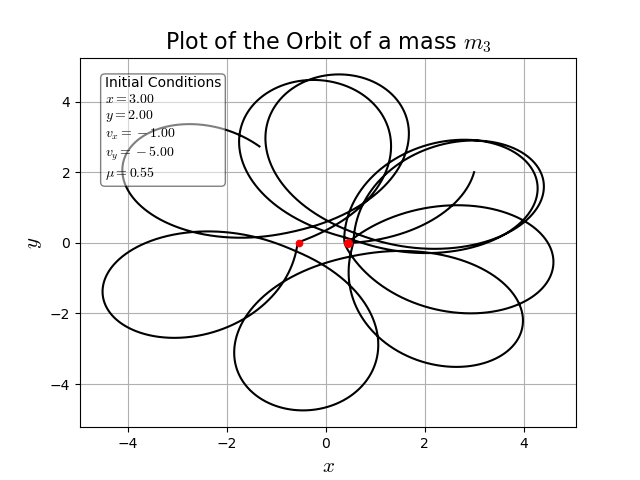 Plot of the Orbit of a mass m₃
Initial Conditions
x = 3.00
y = 2.00
vₓ = −1.00
v_y = −5.00
μ = 0.55
4
2
0
−2
−4
y
−4
−2
0
2
4
x